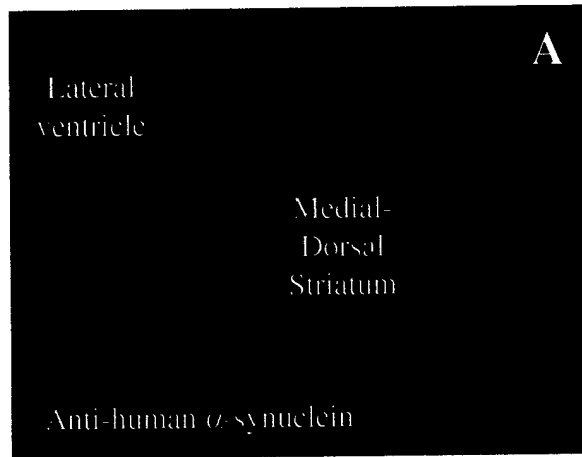 A
Lateral
ventricle
Medial-
Dorsal
Striatum
Anti-human α-synuclein